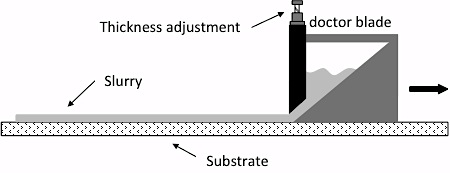 Thickness adjustment
doctor blade
Slurry
Substrate